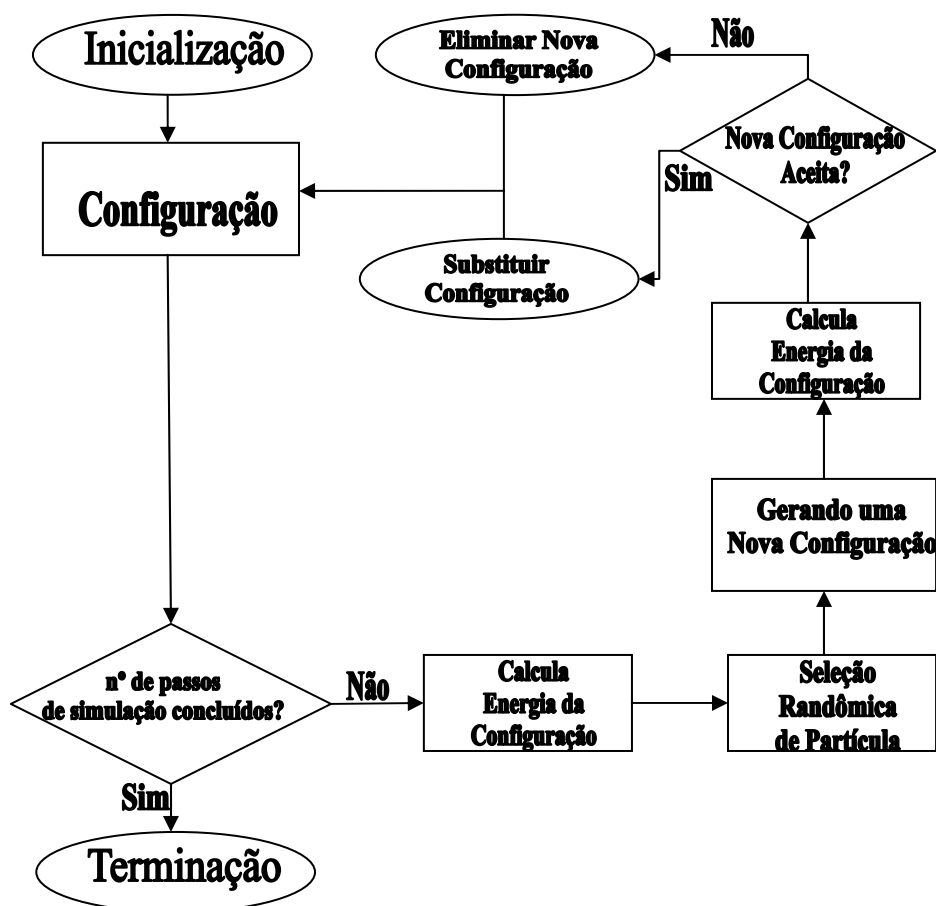 Inicialização
Configuração
nº de passos
de simulação concluídos?
Sim
Terminação
Não
Calcula
Energia da
Configuração
Seleção
Randômica
de Partícula
Gerando uma
Nova Configuração
Calcula
Energia da
Configuração
Nova Configuração
Aceita?
Não
Eliminar Nova
Configuração
Sim
Substituir
Configuração